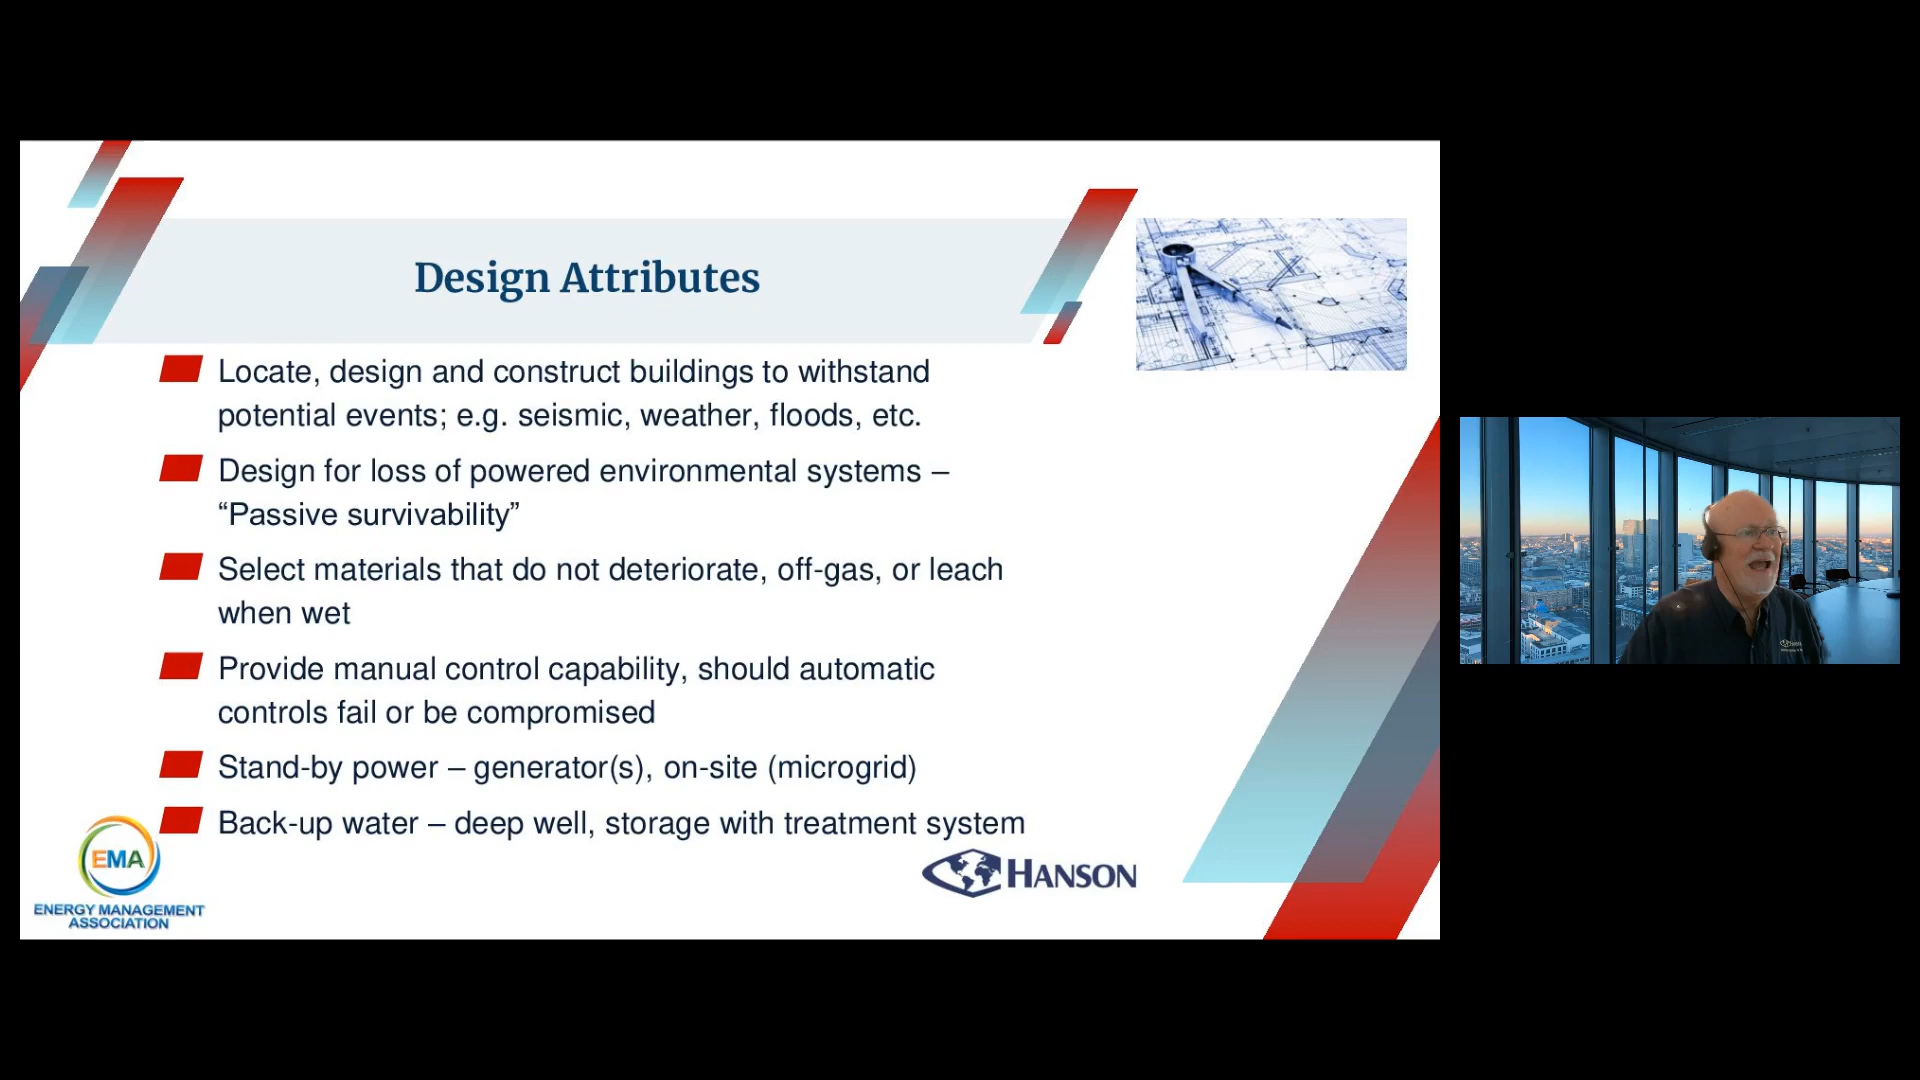 Design Attributes
Locate, design and construct buildings to withstand
potential events; e.g. seismic, weather, floods, etc.
Design for loss of powered environmental systems –
“Passive survivability”
Select materials that do not deteriorate, off-gas, or leach
when wet
Provide manual control capability, should automatic
controls fail or be compromised
Stand-by power – generator(s), on-site (microgrid)
Back-up water – deep well, storage with treatment system
EMA
ENERGY MANAGEMENT
ASSOCIATION
HANSON